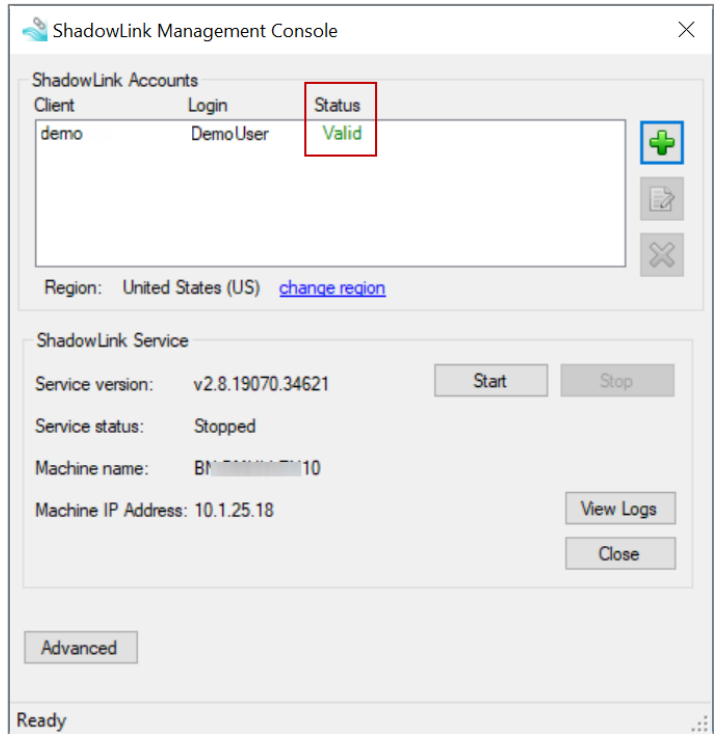 ShadowLink Management Console
ShadowLink Accounts
Client Login Status
demo DemoUser Valid
Region: United States (US) change region
ShadowLink Service
Service version: v2.8.19070.34621 Start Stop
Service status: Stopped
Machine name:
Machine IP Address: 10.1.25.18 View Logs
Close
Advanced
Ready